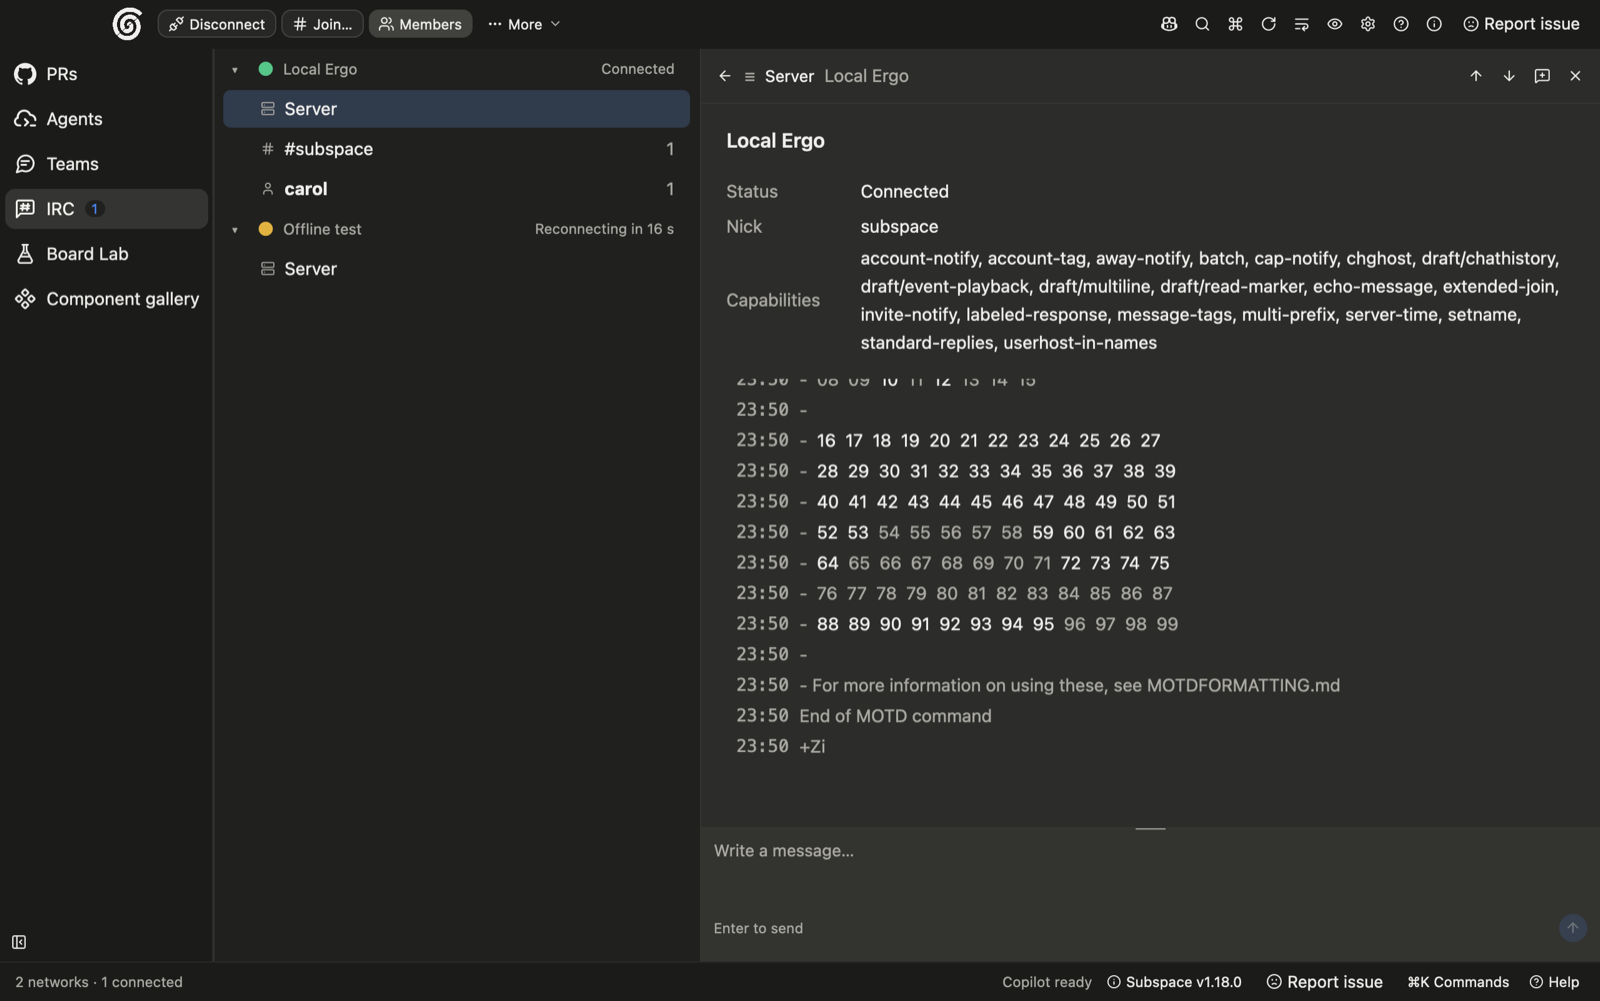 Disconnect
Join...
Members
More
Report issue
PRs
Agents
Teams
IRC 1
Board Lab
Component gallery
Local Ergo Connected
Server
# #subspace 1
carol 1
Offline test Reconnecting in 16 s
Server
Server Local Ergo
Local Ergo
Status Connected
Nick subspace
Capabilities
account-notify, account-tag, away-notify, batch, cap-notify, chghost, draft/chathistory,
draft/event-playback, draft/multiline, draft/read-marker, echo-message, extended-join,
invite-notify, labeled-response, message-tags, multi-prefix, server-time, setname,
standard-replies, userhost-in-names
23:50 - 08 09 10 11 12 13 14 15
23:50 -
23:50 - 16 17 18 19 20 21 22 23 24 25 26 27
23:50 - 28 29 30 31 32 33 34 35 36 37 38 39
23:50 - 40 41 42 43 44 45 46 47 48 49 50 51
23:50 - 52 53 54 55 56 57 58 59 60 61 62 63
23:50 - 64 65 66 67 68 69 70 71 72 73 74 75
23:50 - 76 77 78 79 80 81 82 83 84 85 86 87
23:50 - 88 89 90 91 92 93 94 95 96 97 98 99
23:50 -
23:50 - For more information on using these, see MOTDFORMATTING.md
23:50 End of MOTD command
23:50 +Zi
Write a message...
Enter to send
2 networks · 1 connected
Copilot ready
Subspace v1.18.0
Report issue
⌘K Commands
Help